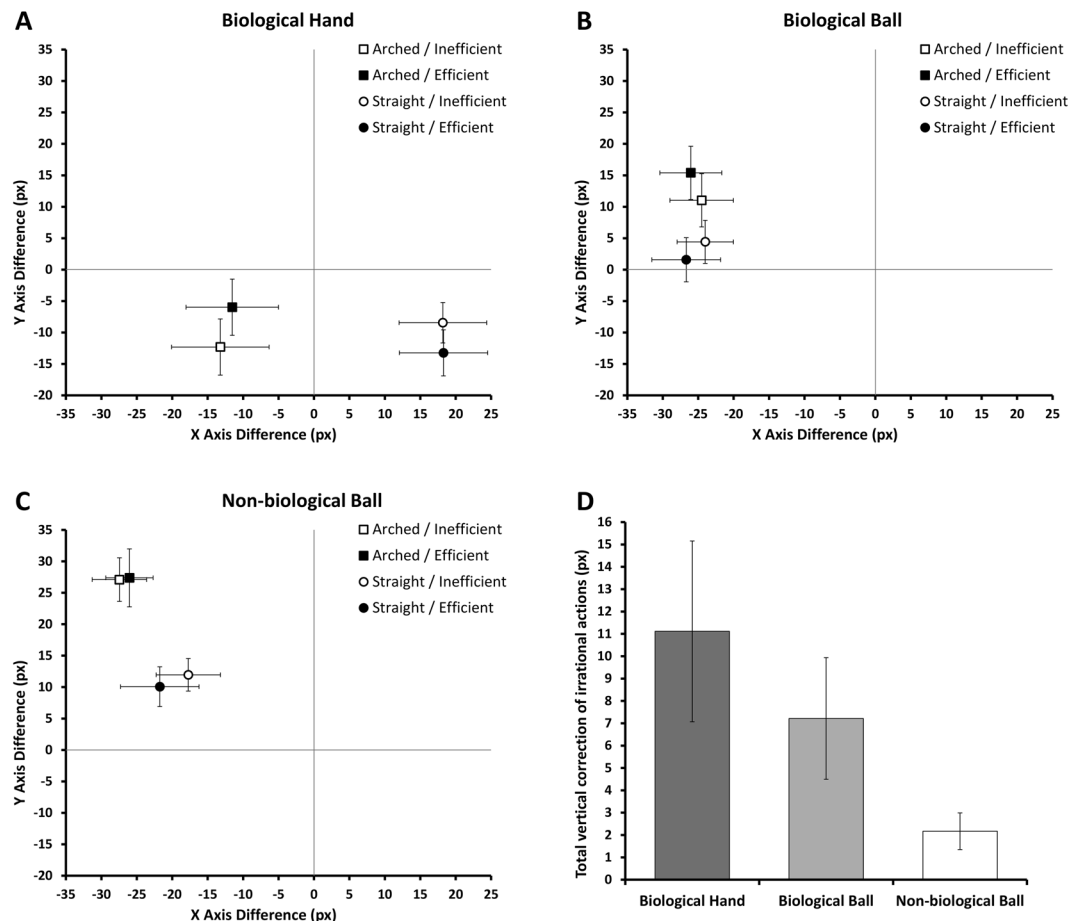 A
Biological Hand
Arched / Inefficient
Arched / Efficient
Straight / Inefficient
Straight / Efficient
35
30
25
20
15
10
5
0
-5
-10
-15
-20
Y Axis Difference (px)
-35 -30 -25 -20 -15 -10 -5 0 5 10 15 20 25
X Axis Difference (px)
B
Biological Ball
Arched / Inefficient
Arched / Efficient
Straight / Inefficient
Straight / Efficient
35
30
25
20
15
10
5
0
-5
-10
-15
-20
Y Axis Difference (px)
-35 -30 -25 -20 -15 -10 -5 0 5 10 15 20 25
X Axis Difference (px)
C
Non-biological Ball
Arched / Inefficient
Arched / Efficient
Straight / Inefficient
Straight / Efficient
35
30
25
20
15
10
5
0
-5
-10
-15
-20
Y Axis Difference (px)
-35 -30 -25 -20 -15 -10 -5 0 5 10 15 20 25
X Axis Difference (px)
D
16
15
14
13
12
11
10
9
8
7
6
5
4
3
2
1
0
Total vertical correction of irrational actions (px)
Biological Hand Biological Ball Non-biological Ball